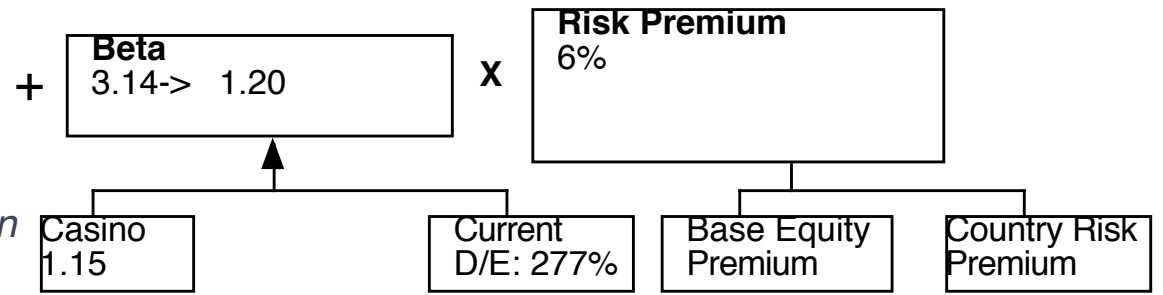 +
Beta
3.14-> 1.20
X
Risk Premium
6%
n
Casino
1.15
Current
D/E: 277%
Base Equity
Premium
Country Risk
Premium